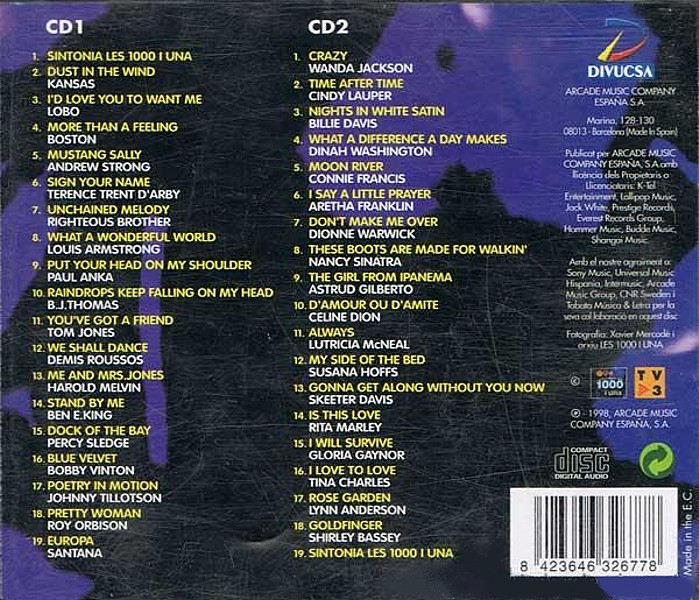 CD1
1. SINTONIA LES 1000 I UNA
2. DUST IN THE WIND
KANSAS
3. I'D LOVE YOU TO WANT ME
LOBO
4. MORE THAN A FEELING
BOSTON
5. MUSTANG SALLY
ANDREW STRONG
6. SIGN YOUR NAME
TERENCE TRENT D'ARBY
7. UNCHAINED MELODY
RIGHTEOUS BROTHER
8. WHAT A WONDERFUL WORLD
LOUIS ARMSTRONG
9. PUT YOUR HEAD ON MY SHOULDER
PAUL ANKA
10. RAINDROPS KEEP FALLING ON MY HEAD
B.J.THOMAS
11. YOU'VE GOT A FRIEND
TOM JONES
12. WE SHALL DANCE
DEMIS ROUSSOS
13. ME AND MRS.JONES
HAROLD MELVIN
14. STAND BY ME
BEN E.KING
15. DOCK OF THE BAY
PERCY SLEDGE
16. BLUE VELVET
BOBBY VINTON
17. POETRY IN MOTION
JOHNNY TILLOTSON
18. PRETTY WOMAN
ROY ORBISON
19. EUROPA
SANTANA
CD2
1. CRAZY
WANDA JACKSON
2. TIME AFTER TIME
CINDY LAUPER
3. NIGHTS IN WHITE SATIN
BILLIE DAVIS
4. WHAT A DIFFERENCE A DAY MAKES
DINAH WASHINGTON
5. MOON RIVER
CONNIE FRANCIS
6. I SAY A LITTLE PRAYER
ARETHA FRANKLIN
7. DON'T MAKE ME OVER
DIONNE WARWICK
8. THESE BOOTS ARE MADE FOR WALKIN'
NANCY SINATRA
9. THE GIRL FROM IPANEMA
ASTRUD GILBERTO
10. D'AMOUR OU D'AMITE
CELINE DION
11. ALWAYS
LUTRICIA McNEAL
12. MY SIDE OF THE BED
SUSANA HOFFS
13. GONNA GET ALONG WITHOUT YOU NOW
SKEETER DAVIS
14. IS THIS LOVE
RITA MARLEY
15. I WILL SURVIVE
GLORIA GAYNOR
16. I LOVE TO LOVE
TINA CHARLES
17. ROSE GARDEN
LYNN ANDERSON
18. GOLDFINGER
SHIRLEY BASSEY
19. SINTONIA LES 1000 I UNA
DIVUCSA
ARCADE MUSIC COMPANY
ESPAÑA S.A.
Marina, 128-130
08013 - Barcelona (Made in Spain)
Publicat per ARCADE MUSIC
COMPANY ESPAÑA, S.A. amb
llicència dels Propietaris o
Llicenciataris: K-Tel
Entertainment, Lollipop Music,
Jack White, Prestige Records,
Everest Records Group,
Hammer Music, Budde Music,
Shangai Music.
Amb el nostre agraïment a:
Sony Music, Universal Music
Hispania, Intermusic, Arcade
Music Group, CNR Sweden i
Tabata Música & Letra per la
seva col·laboració en aquest disc
Fotografia: Xavier Mercadé i
arxiu LES 1000 I UNA
©
1000
i una
TV
3
℗ - 1998, ARCADE MUSIC
COMPANY ESPAÑA, S.A.
COMPACT
disc
DIGITAL AUDIO
8 423646 326778
Made in the E.C.